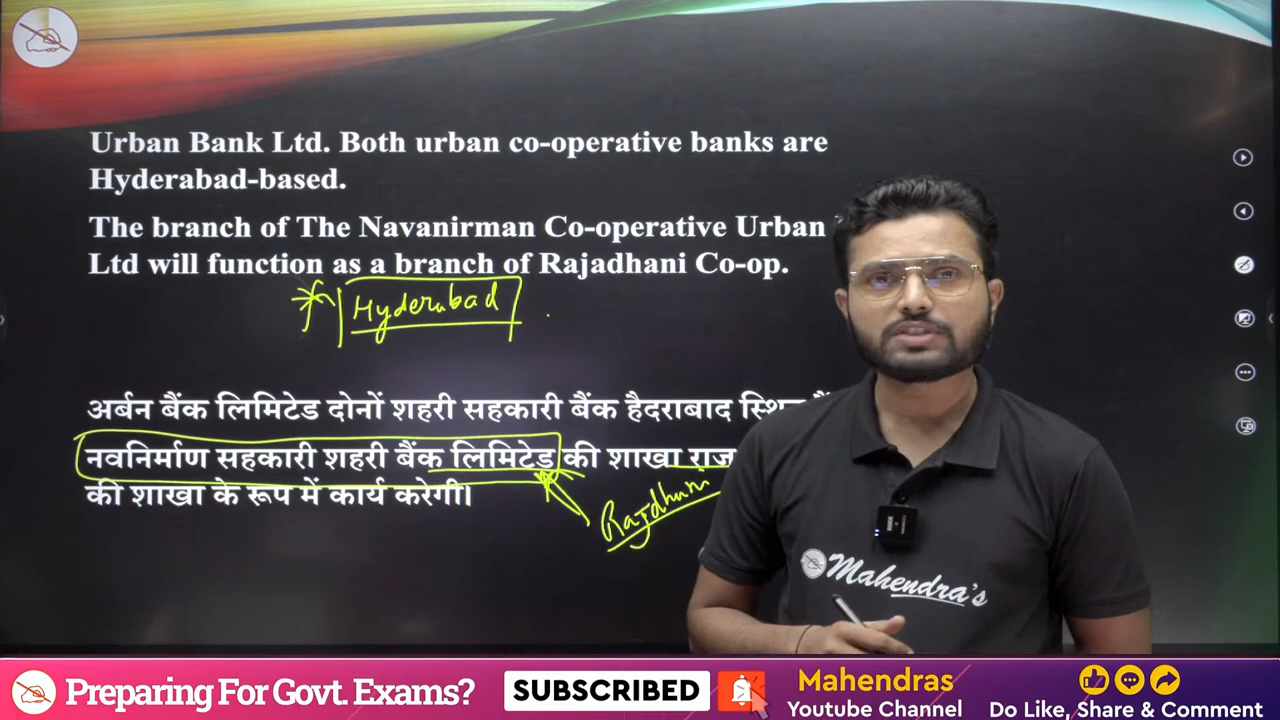 Urban Bank Ltd. Both urban co-operative banks are
Hyderabad-based.
The branch of The Navanirman Co-operative Urban
Ltd will function as a branch of Rajadhani Co-op.
Hyderabad
अर्बन बैंक लिमिटेड दोनों शहरी सहकारी बैंक हैदराबाद स्थित
नवनिर्माण सहकारी शहरी बैंक लिमिटेड की शाखा राज
की शाखा के रूप में कार्य करेगी।
Rajdhani
Mahendra's
Preparing For Govt. Exams?
SUBSCRIBED
Mahendras
Youtube Channel
Do Like, Share & Comment